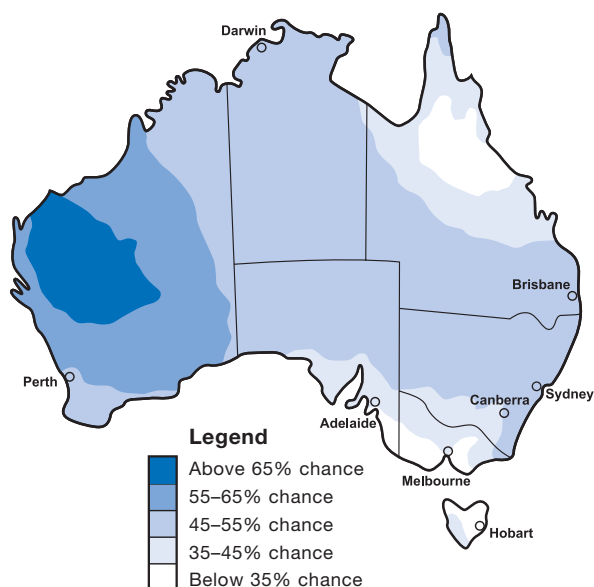 Darwin
Brisbane
Perth
Sydney
Canberra
Adelaide
Melbourne
Hobart
Legend
Above 65% chance
55–65% chance
45–55% chance
35–45% chance
Below 35% chance